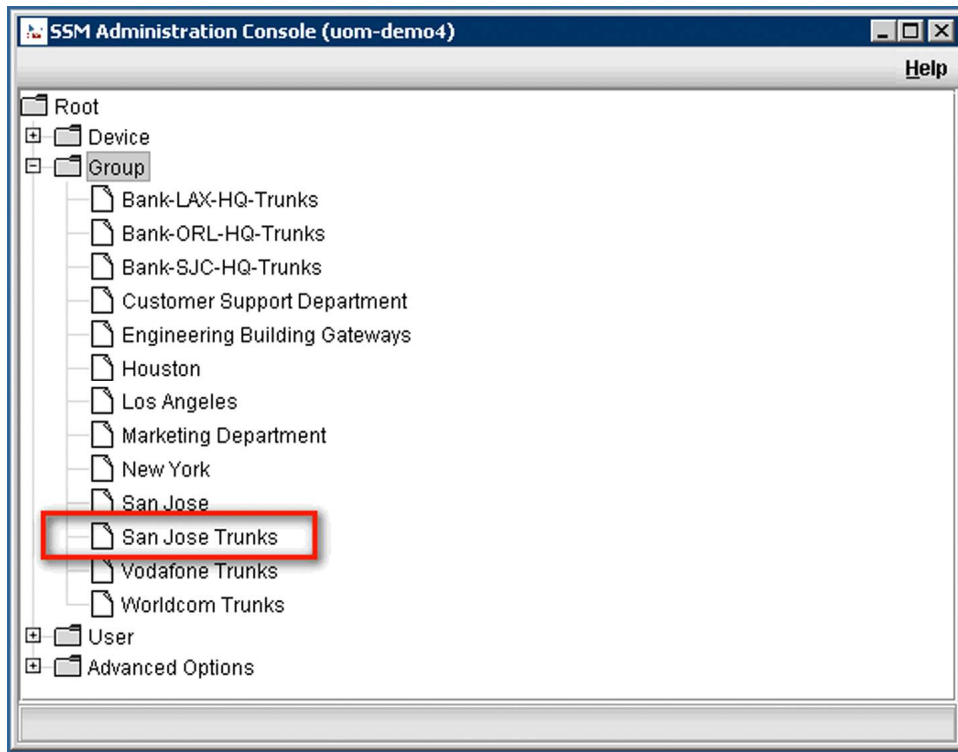 SSM Administration Console (uom-demo4)
Help
Root
Device
Group
Bank-LAX-HQ-Trunks
Bank-ORL-HQ-Trunks
Bank-SJC-HQ-Trunks
Customer Support Department
Engineering Building Gateways
Houston
Los Angeles
Marketing Department
New York
San Jose
San Jose Trunks
Vodafone Trunks
Worldcom Trunks
User
Advanced Options